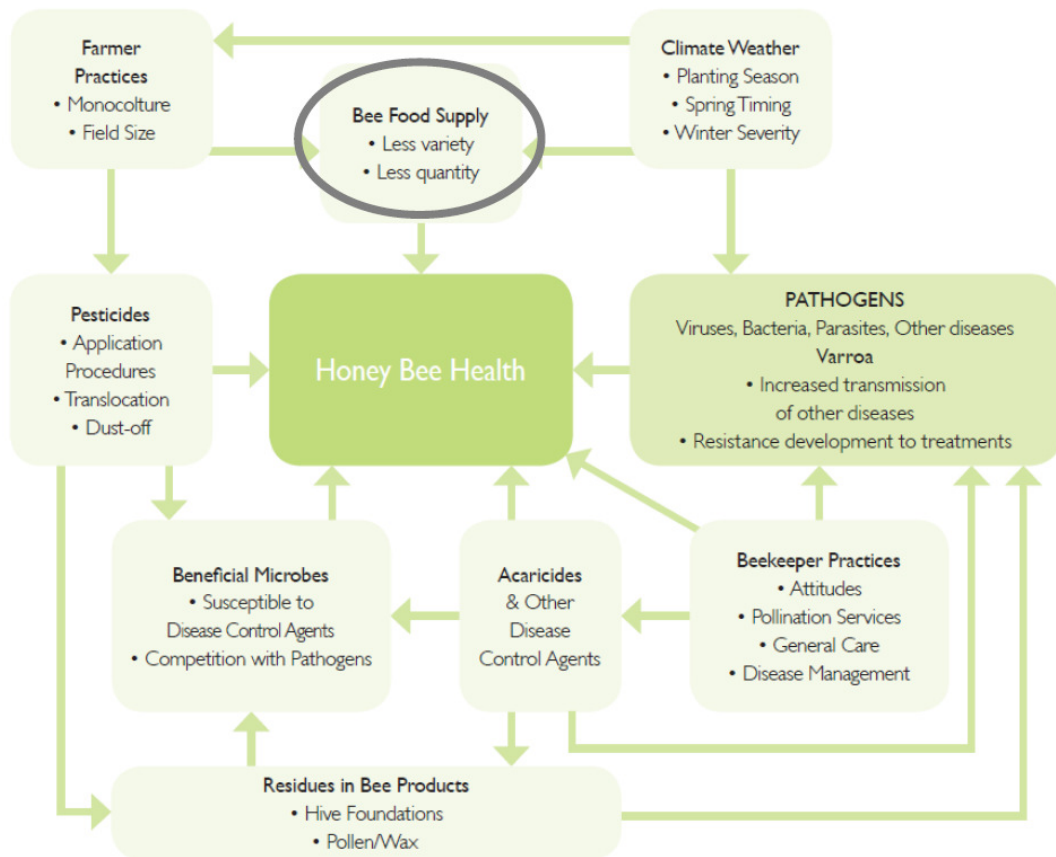 Farmer
Practices
• Monocolture
• Field Size
Bee Food Supply
• Less variety
• Less quantity
Climate Weather
• Planting Season
• Spring Timing
• Winter Severity
Pesticides
• Application
Procedures
• Translocation
• Dust-off
Honey Bee Health
PATHOGENS
Viruses, Bacteria, Parasites, Other diseases
Varroa
• Increased transmission
of other diseases
• Resistance development to treatments
Beneficial Microbes
• Susceptible to
Disease Control Agents
• Competition with Pathogens
Acaricides
& Other
Disease
Control Agents
Beekeeper Practices
• Attitudes
• Pollination Services
• General Care
• Disease Management
Residues in Bee Products
• Hive Foundations
• Pollen/Wax